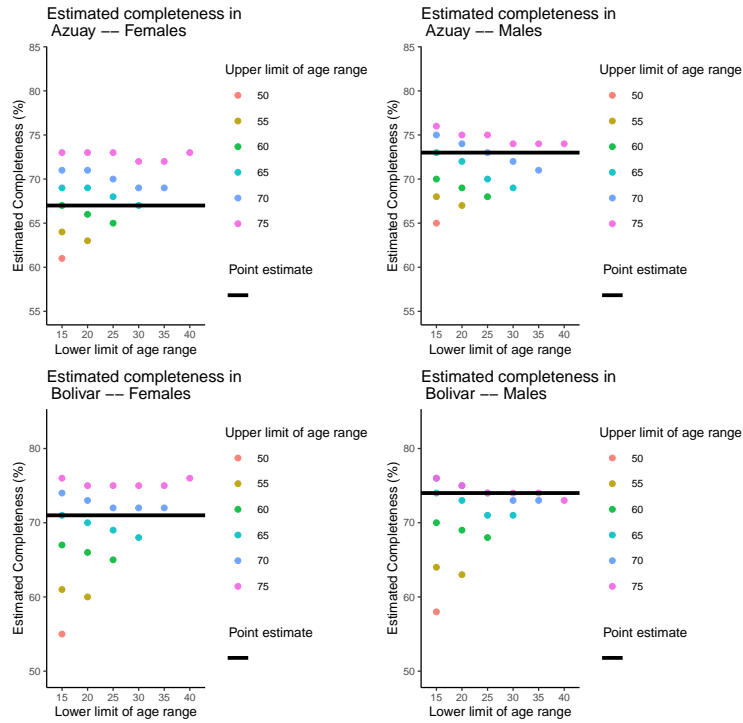 Estimated completeness in
Azuay −− Females
85
80
75
70
65
60
55
Estimated Completeness (%)
15 20 25 30 35 40
Lower limit of age range
Upper limit of age range
50
55
60
65
70
75
Point estimate
Estimated completeness in
Azuay −− Males
85
80
75
70
65
60
55
Estimated Completeness (%)
15 20 25 30 35 40
Lower limit of age range
Upper limit of age range
50
55
60
65
70
75
Point estimate
Estimated completeness in
Bolivar −− Females
80
70
60
50
Estimated Completeness (%)
15 20 25 30 35 40
Lower limit of age range
Upper limit of age range
50
55
60
65
70
75
Point estimate
Estimated completeness in
Bolivar −− Males
80
70
60
50
Estimated Completeness (%)
15 20 25 30 35 40
Lower limit of age range
Upper limit of age range
50
55
60
65
70
75
Point estimate